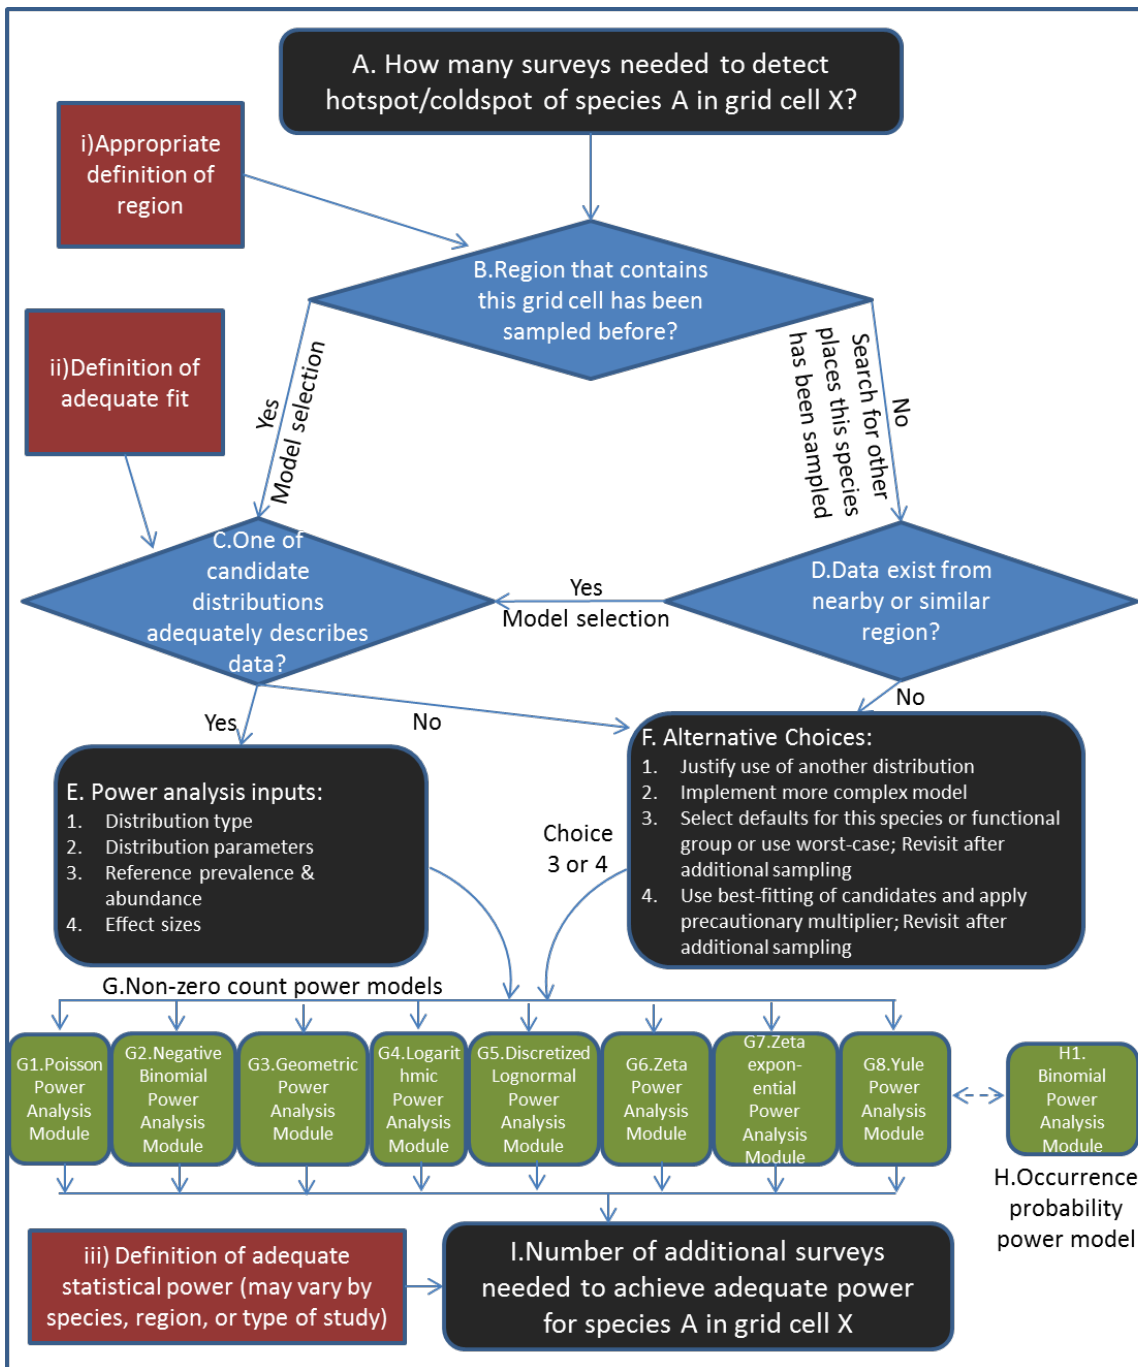 A. How many surveys needed to detect
hotspot/coldspot of species A in grid cell X?
i)Appropriate
definition of
region
B.Region that contains
this grid cell has been
sampled before?
ii)Definition of
adequate fit
Yes
Model selection
No
Search for other
places this species
has been sampled
C.One of
candidate
distributions
adequately describes
data?
Yes
Model selection
D.Data exist from
nearby or similar
region?
Yes
No
No
E. Power analysis inputs:
1. Distribution type
2. Distribution parameters
3. Reference prevalence &
abundance
4. Effect sizes
Choice
3 or 4
F. Alternative Choices:
1. Justify use of another distribution
2. Implement more complex model
3. Select defaults for this species or functional
group or use worst-case; Revisit after
additional sampling
4. Use best-fitting of candidates and apply
precautionary multiplier; Revisit after
additional sampling
G.Non-zero count power models
G1.Poisson
Power
Analysis
Module
G2.Negative
Binomial
Power
Analysis
Module
G3.Geometric
Power
Analysis
Module
G4.Logarit
hmic
Power
Analysis
Module
G5.Discretized
Lognormal
Power
Analysis
Module
G6.Zeta
Power
Analysis
Module
G7.Zeta
expon-
ential
Power
Analysis
Module
G8.Yule
Power
Analysis
Module
H1.
Binomial
Power
Analysis
Module
H.Occurrence
probability
power model
iii) Definition of adequate
statistical power (may vary by
species, region, or type of study)
I.Number of additional surveys
needed to achieve adequate power
for species A in grid cell X